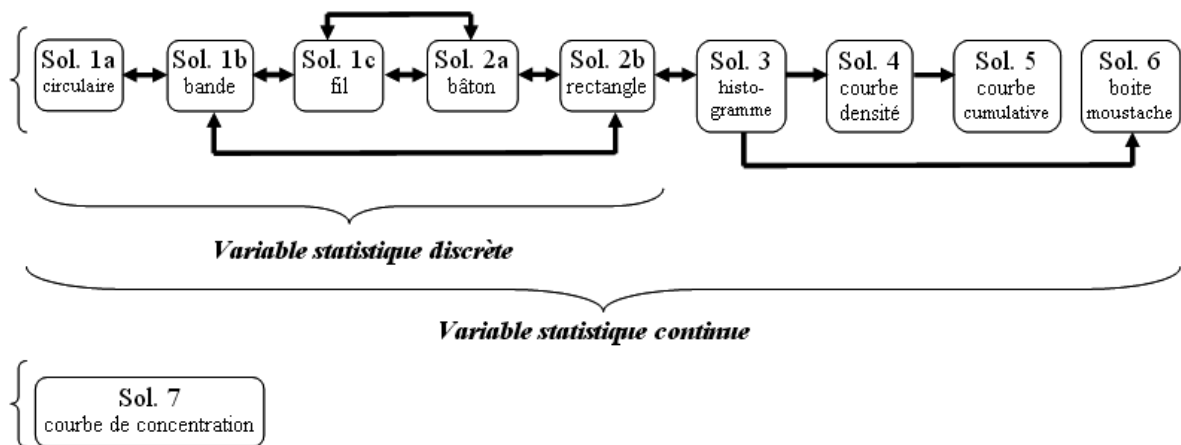 Sol. 1a
circulaire
Sol. 1b
bande
Sol. 1c
fil
Sol. 2a
bâton
Sol. 2b
rectangle
Sol. 3
histo-
gramme
Sol. 4
courbe
densité
Sol. 5
courbe
cumulative
Sol. 6
boite
moustache
Variable statistique discrète
Variable statistique continue
Sol. 7
courbe de concentration